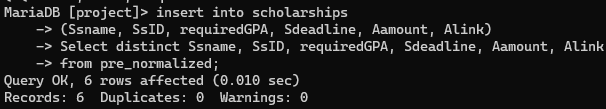 MariaDB [project]> insert into scholarships
    -> (Ssname, SsID, requiredGPA, Sdeadline, Aamount, Alink)
    -> Select distinct Ssname, SsID, requiredGPA, Sdeadline, Aamount, Alink
    -> from pre_normalized;
Query OK, 6 rows affected (0.010 sec)
Records: 6  Duplicates: 0  Warnings: 0